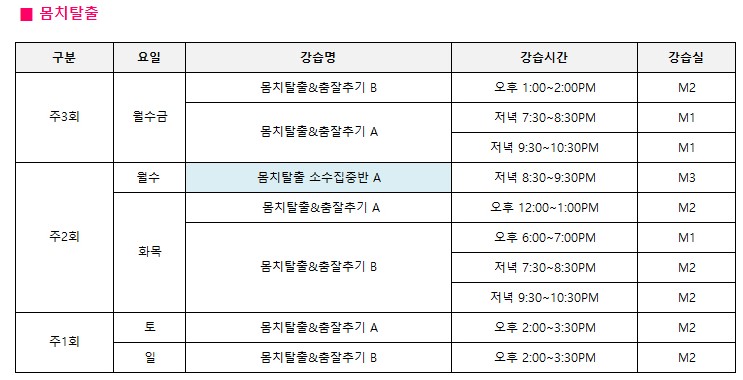 ■ 몸치탈출
구분 요일 강습명 강습시간 강습실
주3회 월수금 몸치탈출&춤잘추기 B 오후 1:00~2:00PM M2
몸치탈출&춤잘추기 A 저녁 7:30~8:30PM M1
저녁 9:30~10:30PM M1
주2회 월수 몸치탈출 소수집중반 A 저녁 8:30~9:30PM M3
화목 몸치탈출&춤잘추기 A 오후 12:00~1:00PM M2
몸치탈출&춤잘추기 B 오후 6:00~7:00PM M1
저녁 7:30~8:30PM M2
저녁 9:30~10:30PM M2
주1회 토 몸치탈출&춤잘추기 A 오후 2:00~3:30PM M2
일 몸치탈출&춤잘추기 B 오후 2:00~3:30PM M2